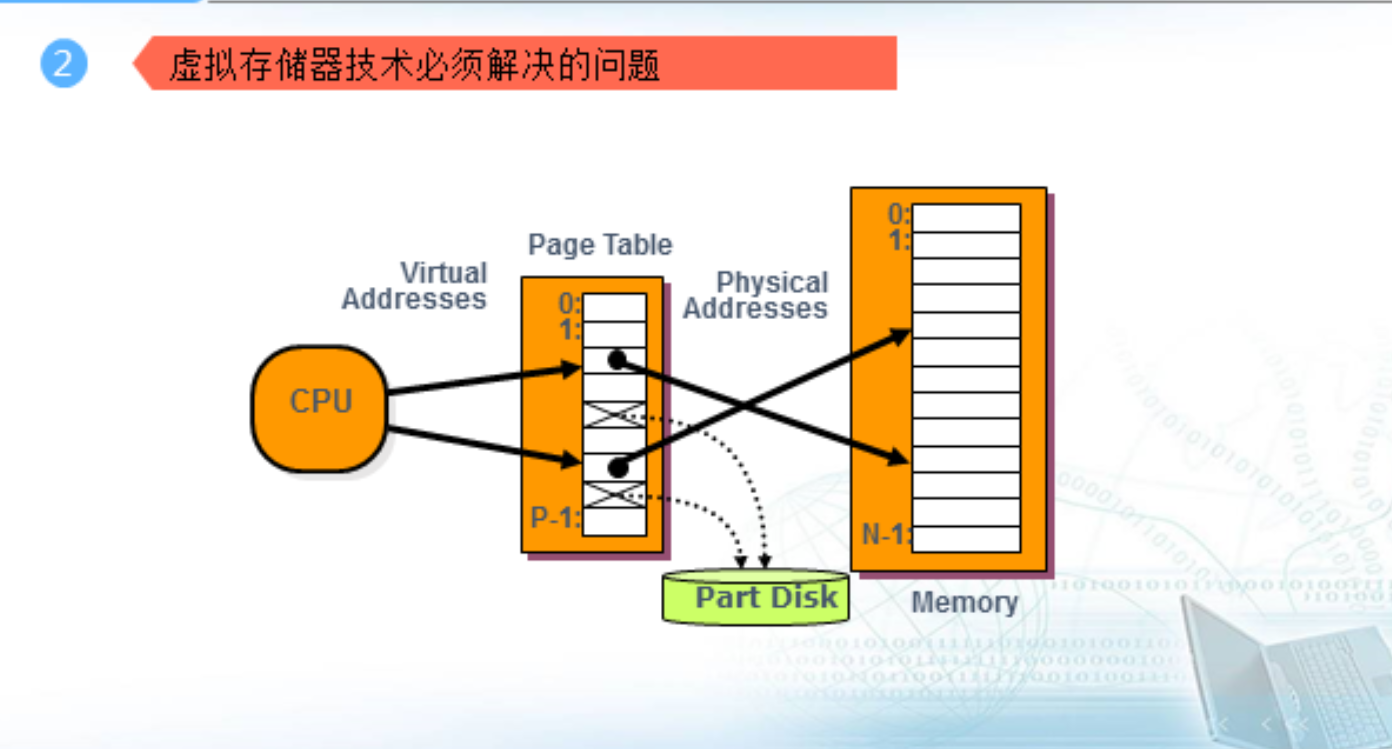 2
虚拟存储器技术必须解决的问题
Page Table
Virtual
Addresses
Physical
Addresses
CPU
0:
1:
P-1:
0:
1:
N-1:
Part Disk
Memory